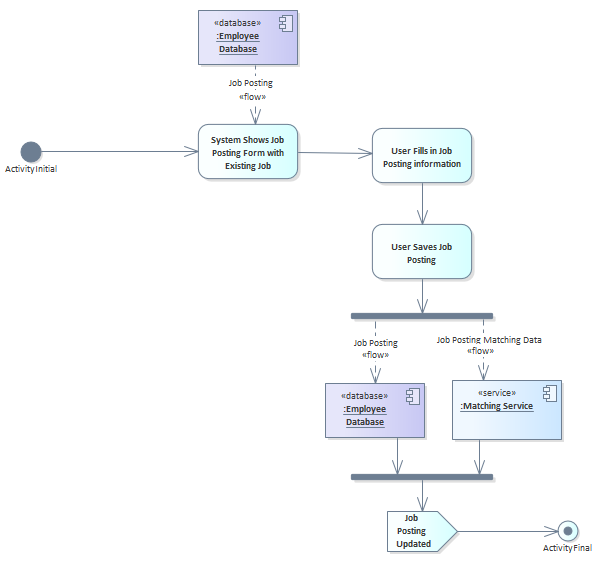 «database»
:Employee
Database
Job Posting
«flow»
ActivityInitial
System Shows Job
Posting Form with
Existing Job
User Fills in Job
Posting information
User Saves Job
Posting
Job Posting
«flow»
Job Posting Matching Data
«flow»
«database»
:Employee
Database
«service»
:Matching Service
Job
Posting
Updated
ActivityFinal